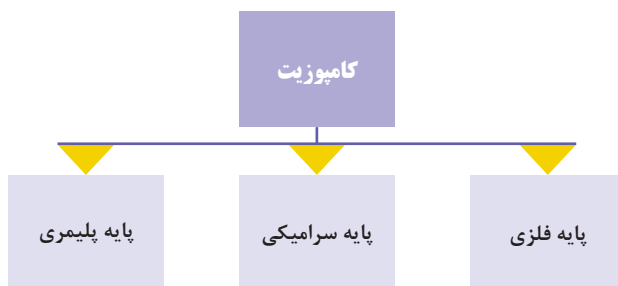 کامپوزیت
پایه فلزی
پایه سرامیکی
پایه پلیمری